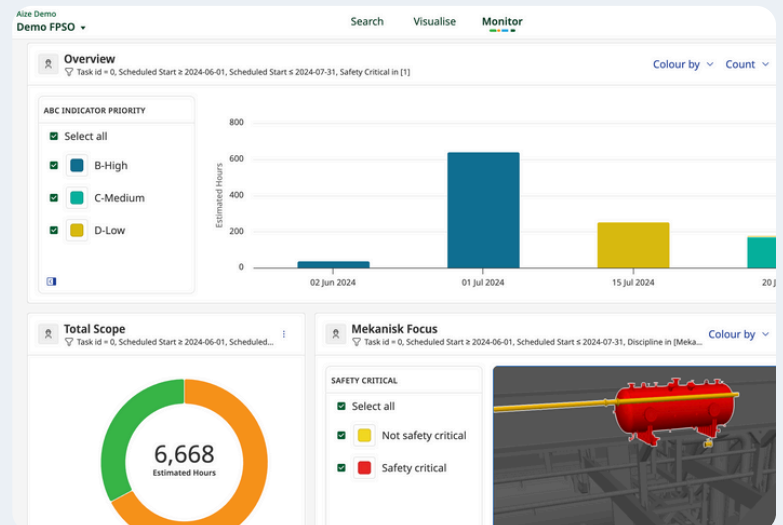 Aize Demo
Demo FPSO
Search
Visualise
Monitor
Overview
Task id = 0, Scheduled Start ≥ 2024-06-01, Scheduled Start ≤ 2024-07-31, Safety Critical in [1]
Colour by
Count
ABC INDICATOR PRIORITY
Select all
B-High
C-Medium
D-Low
Estimated Hours
800
600
400
200
0
02 Jun 2024
01 Jul 2024
15 Jul 2024
20 J
Total Scope
Task id = 0, Scheduled Start ≥ 2024-06-01, Scheduled...
6,668
Estimated Hours
Mekanisk Focus
Task id = 0, Scheduled Start ≥ 2024-06-01, Scheduled Start ≤ 2024-07-31, Discipline in [Meka...
Colour by
SAFETY CRITICAL
Select all
Not safety critical
Safety critical